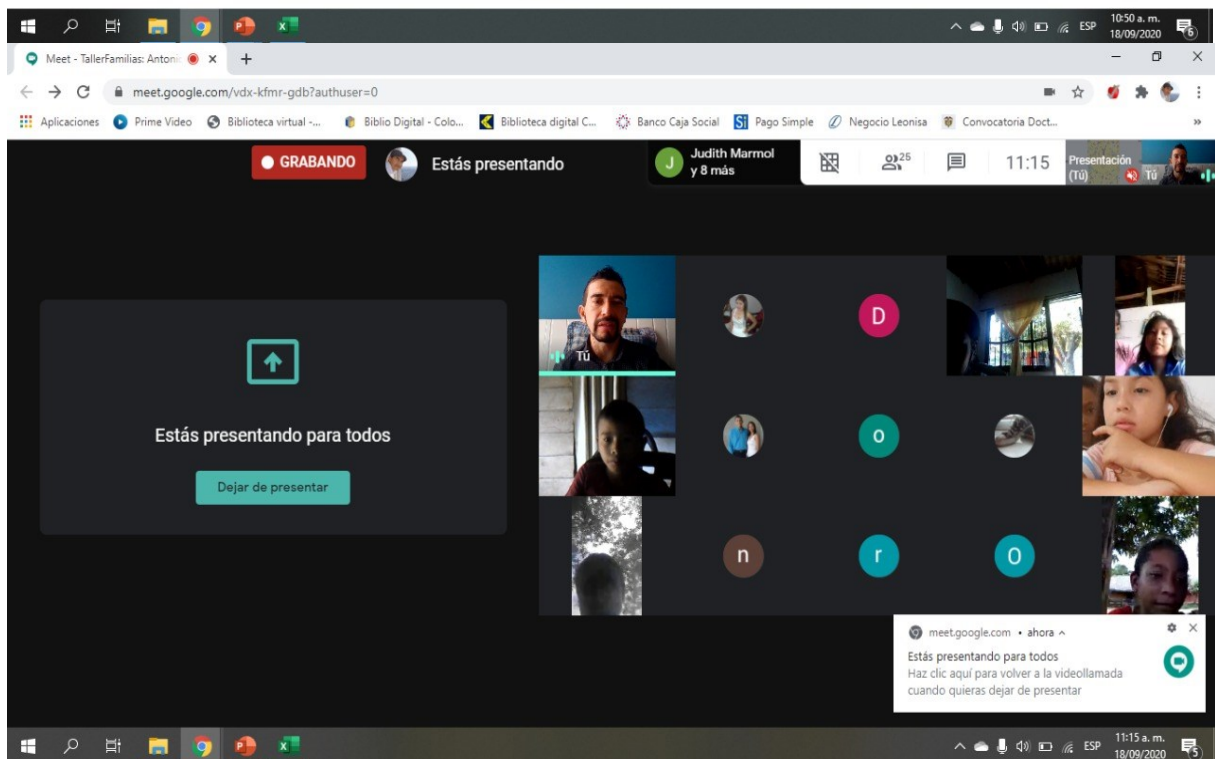 ESP
10:50 a. m.
18/09/2020
6
Meet - TallerFamilias: Antoni
meet.google.com/vdx-kfmr-gdb?authuser=0
Aplicaciones
Prime Video
Biblioteca virtual -...
Biblio Digital - Colo...
Biblioteca digital C...
Banco Caja Social
Si
Pago Simple
Negocio Leonisa
Convocatoria Doct...
»
GRABANDO
Estás presentando
J
Judith Marmol
y 8 más
25
11:15
Presentación
(Tú)
Tú
Estás presentando para todos
Dejar de presentar
Tú
D
o
n
r
O
meet.google.com • ahora
Estás presentando para todos
Haz clic aquí para volver a la videollamada
cuando quieras dejar de presentar
ESP
11:15 a. m.
18/09/2020
5